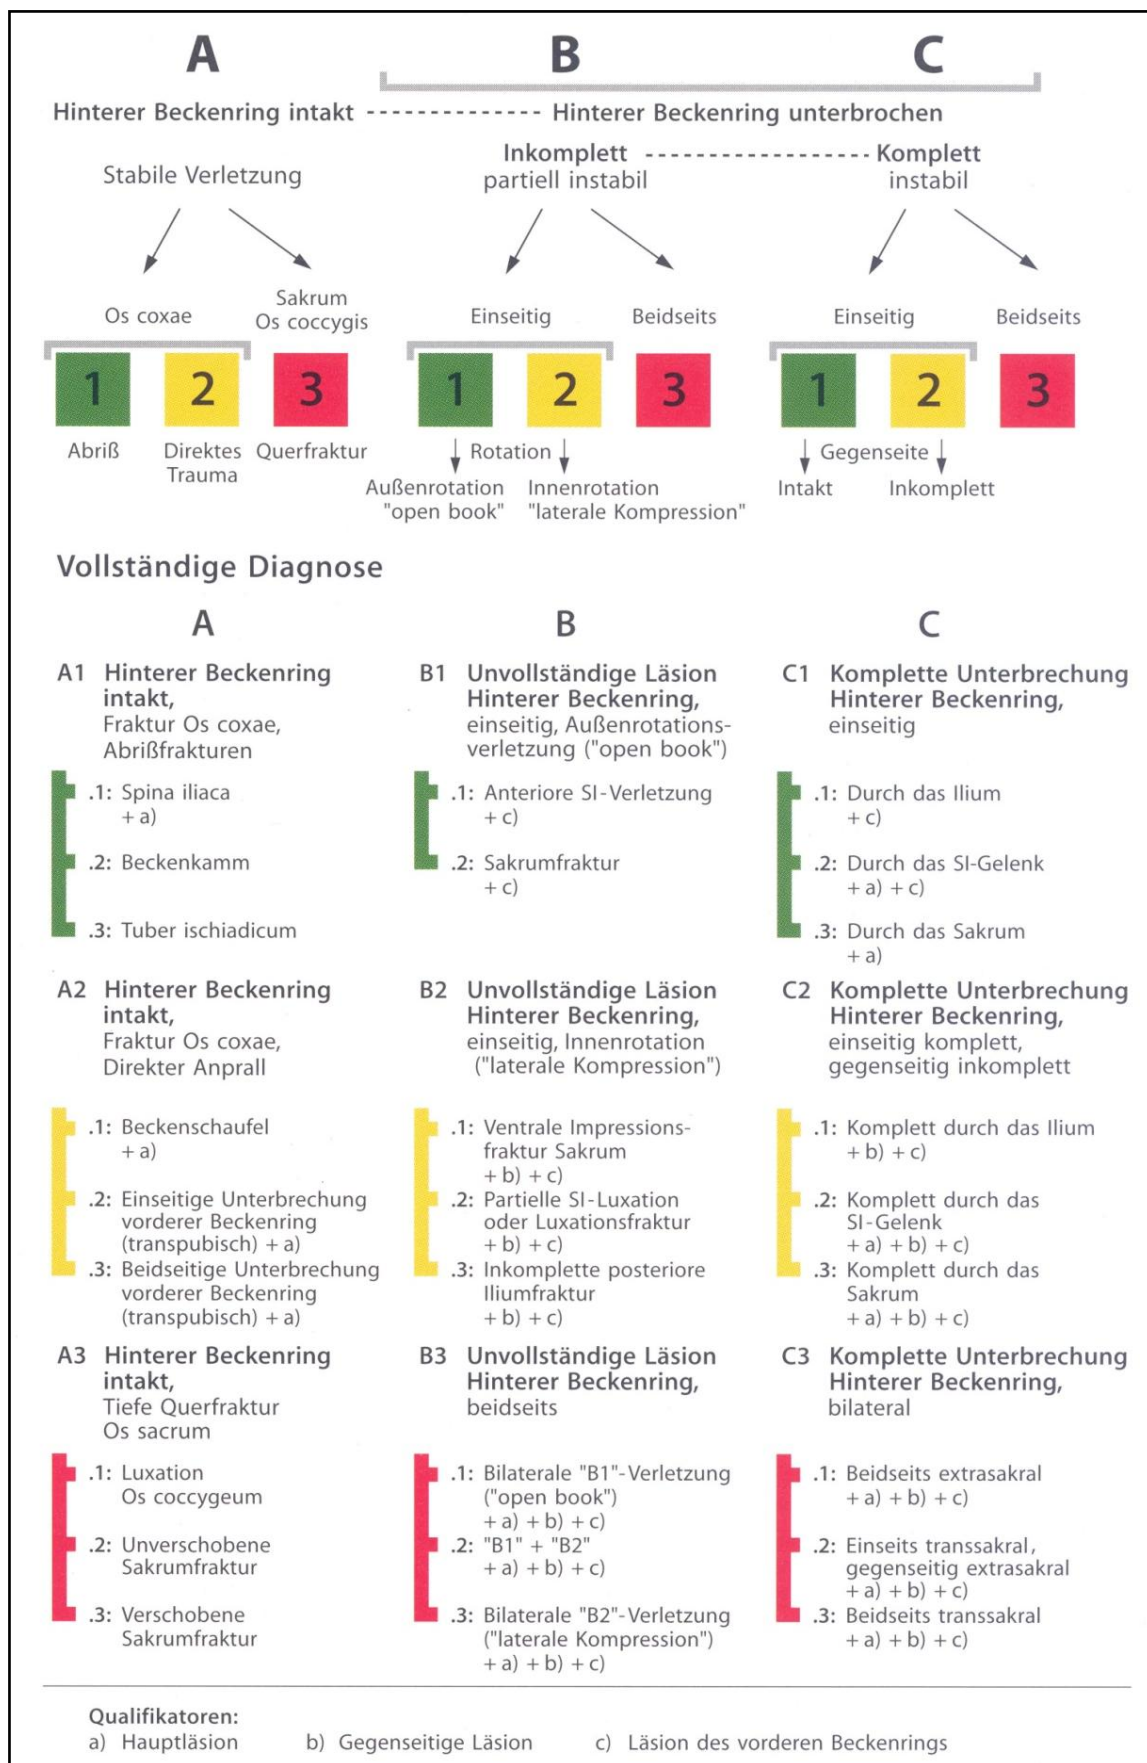 A
B
C
Hinterer Beckenring intakt ------------ Hinterer Beckenring unterbrochen
Stabile Verletzung
Inkomplett --------------- Komplett
partiell instabil
instabil
Os coxae
Sakrum
Os coccygis
Einseitig
Beidseits
Einseitig
Beidseits
1
2
3
1
2
3
1
2
3
Abriß
Direktes
Trauma
Querfraktur
Rotation
Außenrotation
"open book"
Innenrotation
"laterale Kompression"
Gegenseite
Intakt
Inkomplett
Vollständige Diagnose
A
B
C
A1 Hinterer Beckenring
intakt,
Fraktur Os coxae,
Abrißfrakturen
.1: Spina iliaca
+ a)
.2: Beckenkamm
.3: Tuber ischiadicum
B1 Unvollständige Läsion
Hinterer Beckenring,
einseitig, Außenrotations-
verletzung ("open book")
.1: Anteriore SI-Verletzung
+ c)
.2: Sakrumfraktur
+ c)
C1 Komplette Unterbrechung
Hinterer Beckenring,
einseitig
.1: Durch das Ilium
+ c)
.2: Durch das SI-Gelenk
+ a) + c)
.3: Durch das Sakrum
+ a)
A2 Hinterer Beckenring
intakt,
Fraktur Os coxae,
Direkter Anprall
.1: Beckenschaufel
+ a)
.2: Einseitige Unterbrechung
vorderer Beckenring
(transpubisch) + a)
.3: Beidseitige Unterbrechung
vorderer Beckenring
(transpubisch) + a)
B2 Unvollständige Läsion
Hinterer Beckenring,
einseitig, Innenrotation
("laterale Kompression")
.1: Ventrale Impressions-
fraktur Sakrum
+ b) + c)
.2: Partielle SI-Luxation
oder Luxationsfraktur
+ b) + c)
.3: Inkomplette posteriore
Iliumfraktur
+ b) + c)
C2 Komplette Unterbrechung
Hinterer Beckenring,
einseitig komplett,
gegenseitig inkomplett
.1: Komplett durch das Ilium
+ b) + c)
.2: Komplett durch das
SI-Gelenk
+ a) + b) + c)
.3: Komplett durch das
Sakrum
+ a) + b) + c)
A3 Hinterer Beckenring
intakt,
Tiefe Querfraktur
Os sacrum
.1: Luxation
Os coccygeum
.2: Unverschobene
Sakrumfraktur
.3: Verschobene
Sakrumfraktur
B3 Unvollständige Läsion
Hinterer Beckenring,
beidseits
.1: Bilaterale "B1"-Verletzung
("open book")
+ a) + b) + c)
.2: "B1" + "B2"
+ a) + b) + c)
.3: Bilaterale "B2"-Verletzung
("laterale Kompression")
+ a) + b) + c)
C3 Komplette Unterbrechung
Hinterer Beckenring,
bilateral
.1: Beidseits extrasakral
+ a) + b) + c)
.2: Einseits transsakral,
gegenseitig extrasakral
+ a) + b) + c)
.3: Beidseits transsakral
+ a) + b) + c)
Qualifikatoren:
a) Hauptläsion b) Gegenseitige Läsion c) Läsion des vorderen Beckenrings